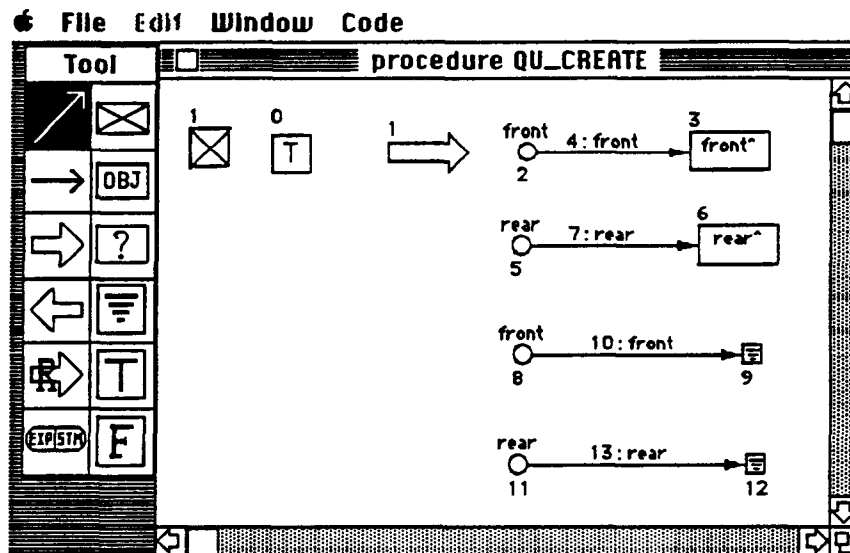 File Edit Window Code
Tool
procedure QU_CREATE
OBJ
?
R
T
EXP STM
F
1
0
T
1
front
2
4:front
3
front^
rear
5
7:rear
6
rear^
front
8
10:front
9
rear
11
13:rear
12